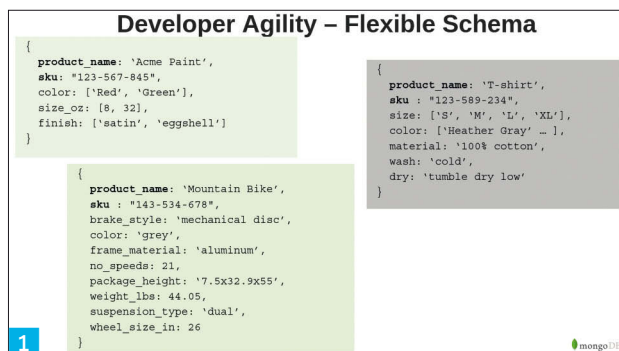 Developer Agility – Flexible Schema
{
product_name: ‘Acme Paint’,
sku: "123-567-845",
color: [‘Red’, ‘Green’],
size_oz: [8, 32],
finish: [‘satin’, ‘eggshell’]
}
{
product_name: ‘T-shirt’,
sku : "123-589-234",
size: [‘S’, ‘M’, ‘L’, ‘XL’],
color: [‘Heather Gray’ … ],
material: ‘100% cotton’,
wash: ‘cold’,
dry: ‘tumble dry low’
}
{
product_name: ‘Mountain Bike’,
sku : "143-534-678",
brake_style: ‘mechanical disc’,
color: ‘grey’,
frame_material: ‘aluminum’,
no_speeds: 21,
package_height: ‘7.5x32.9x55’,
weight_lbs: 44.05,
suspension_type: ‘dual’,
wheel_size_in: 26
}
1
mongoDB